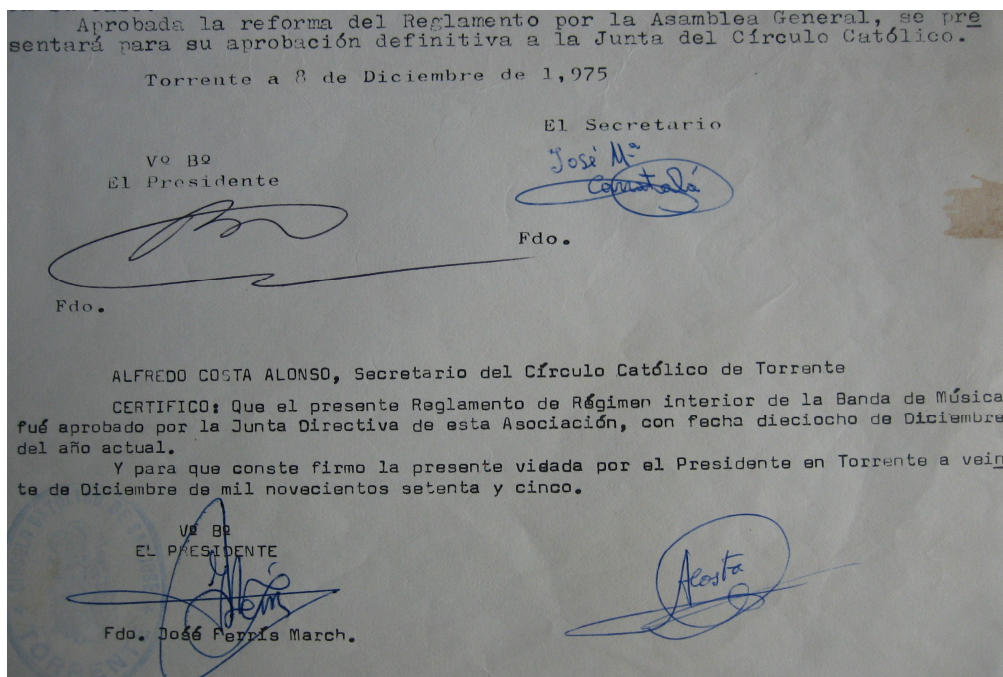 Aprobada la reforma del Reglamento por la Asamblea General, se pre
sentará para su aprobación definitiva a la Junta del Círculo Católico.
Torrente a 8 de Diciembre de 1,975
El Secretario
José Mª
Carratalá
Vº Bº
El Presidente
Fdo.
Fdo.
ALFREDO COSTA ALONSO, Secretario del Círculo Católico de Torrente
CERTIFICO: Que el presente Reglamento de Régimen interior de la Banda de Música
fué aprobado por la Junta Directiva de esta Asociación, con fecha dieciocho de Diciembre
del año actual.
Y para que conste firmo la presente vidada por el Presidente en Torrente a vein
te de Diciembre de mil novecientos setenta y cinco.
Vº Bº
EL PRESIDENTE
Acosta
Fdo. José Ferrís March.